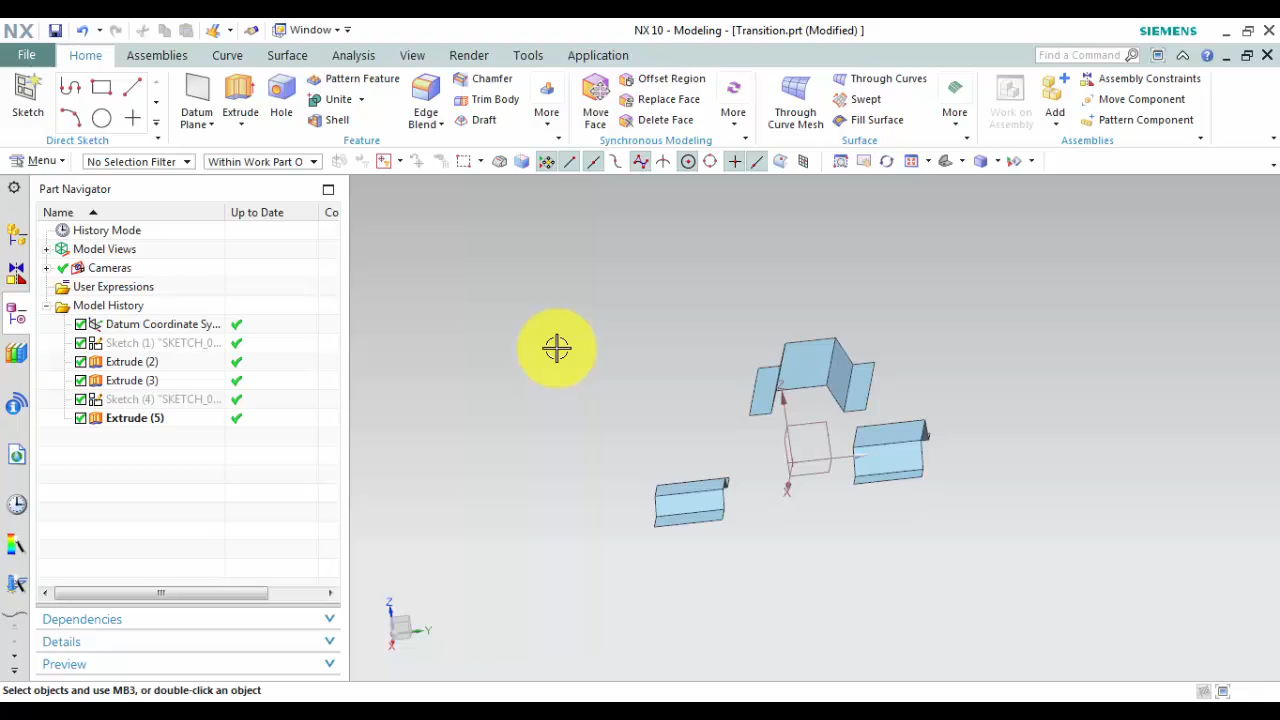 NX
Window
NX 10 - Modeling - [Transition.prt (Modified) ]
SIEMENS
File
Home
Assemblies
Curve
Surface
Analysis
View
Render
Tools
Application
Find a Command
Sketch
Direct Sketch
Datum Plane
Extrude
Hole
Pattern Feature
Unite
Shell
Edge Blend
Chamfer
Trim Body
Draft
More
Feature
Move Face
Offset Region
Replace Face
Delete Face
More
Synchronous Modeling
Through Curve Mesh
Through Curves
Swept
Fill Surface
More
Surface
Work on Assembly
Add
Assembly Constraints
Move Component
Pattern Component
Assemblies
Menu
No Selection Filter
Within Work Part O
Part Navigator
Name
Up to Date
Co
History Mode
Model Views
Cameras
User Expressions
Model History
Datum Coordinate Sy...
Sketch (1) "SKETCH_0...
Extrude (2)
Extrude (3)
Sketch (4) "SKETCH_0...
Extrude (5)
Dependencies
Details
Preview
Z
X
Z
Y
X
Select objects and use MB3, or double-click an object